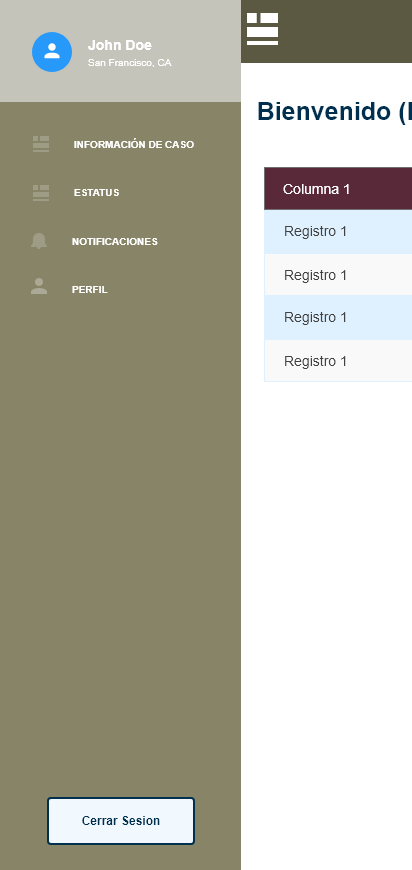 John Doe
San Francisco, CA
INFORMACIÓN DE CASO
ESTATUS
NOTIFICACIONES
PERFIL
Cerrar Sesion
Bienvenido (
Columna 1
Registro 1
Registro 1
Registro 1
Registro 1